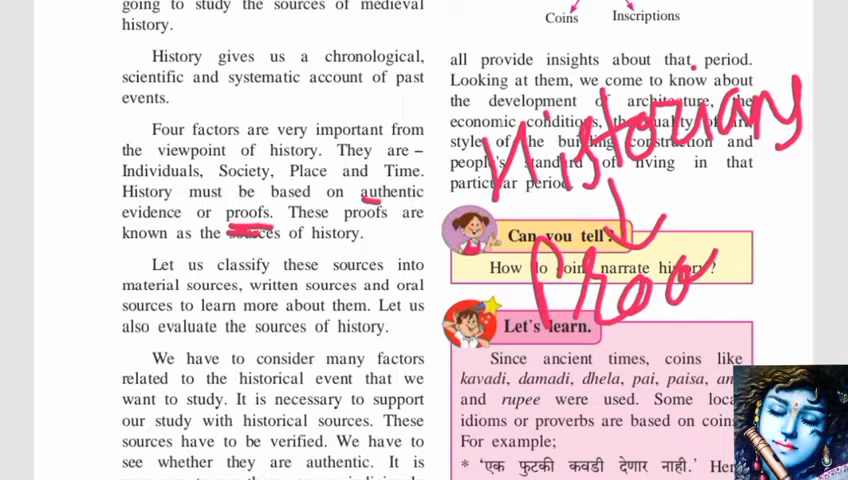 going to study the sources of medieval
history.
History gives us a chronological,
scientific and systematic account of past
events.
Four factors are very important from
the viewpoint of history. They are –
Individuals, Society, Place and Time.
History must be based on authentic
evidence or proofs. These proofs are
known as the sources of history.
Let us classify these sources into
material sources, written sources and oral
sources to learn more about them. Let us
also evaluate the sources of history.
We have to consider many factors
related to the historical event that we
want to study. It is necessary to support
our study with historical sources. These
sources have to be verified. We have to
see whether they are authentic. It is
Coins Inscriptions
all provide insights about that period.
Looking at them, we come to know about
the development of architecture, the
economic conditions, the quality of art,
style of the building construction and
people's standard of living in that
particular period.
Historians
Proo
Can you tell?
How do coins narrate history?
Let's learn.
Since ancient times, coins like
kavadi, damadi, dhela, pai, paisa,
and rupee were used. Some
idioms or proverbs are based on
For example;
* 'एक फुटकी कवडी देणार नाही.'